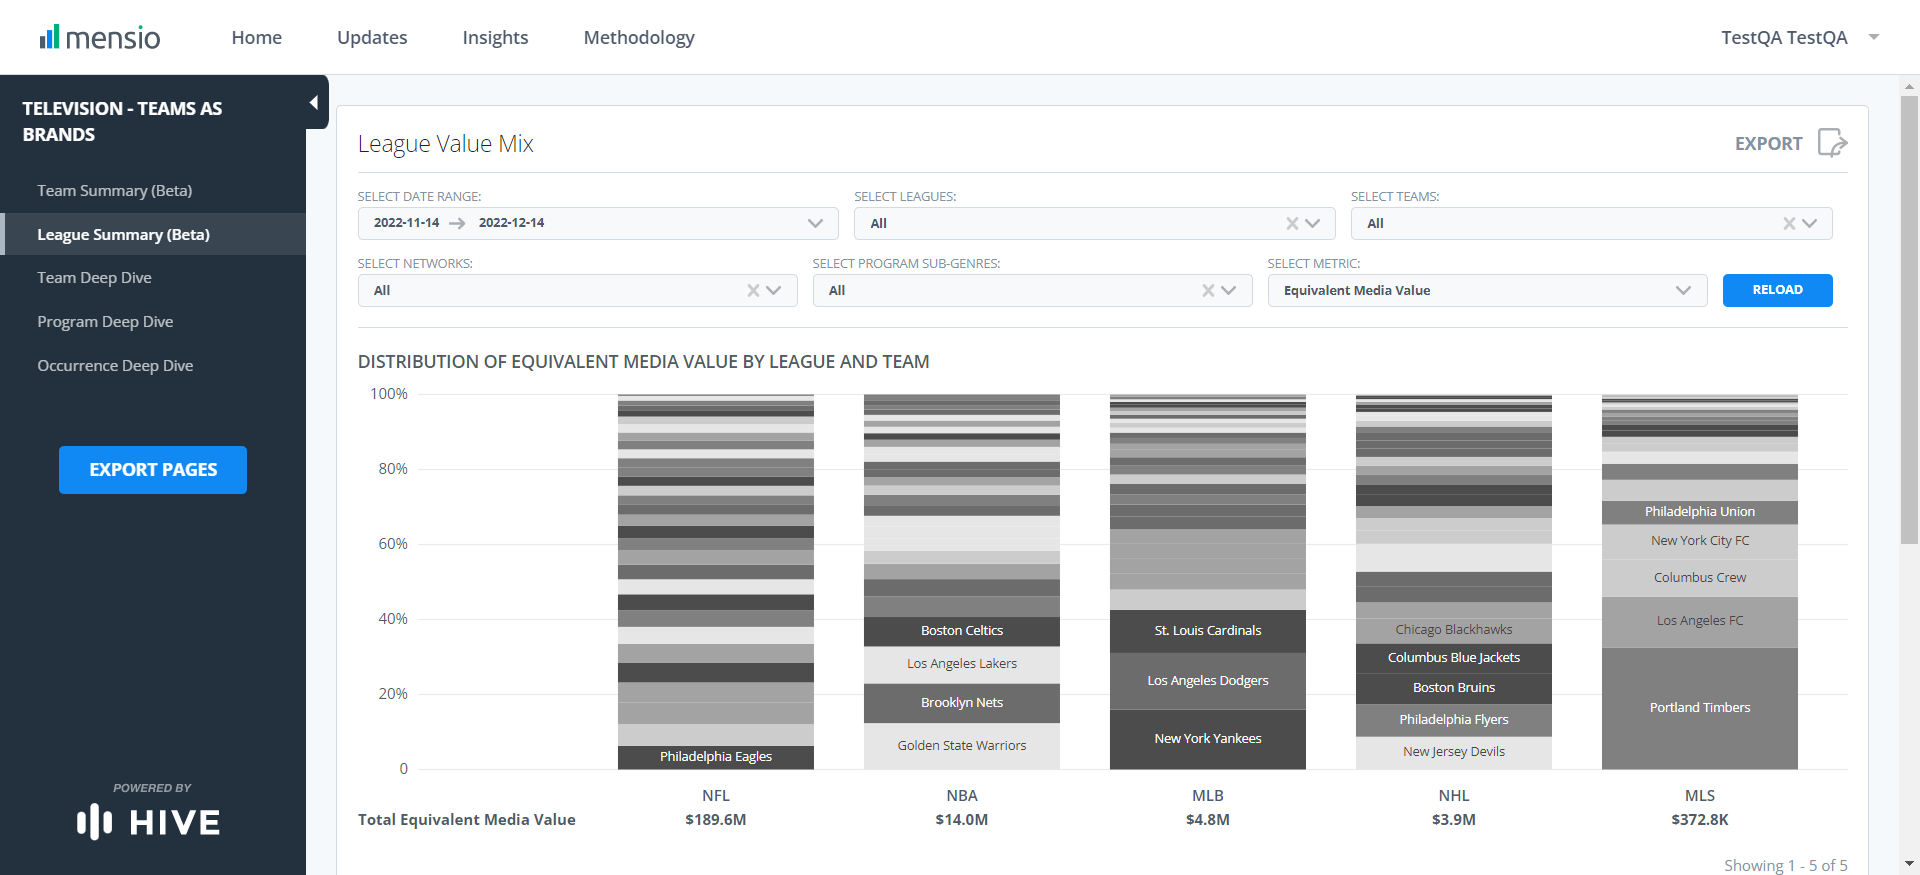 mensio
Home
Updates
Insights
Methodology
TestQA TestQA
TELEVISION - TEAMS AS
BRANDS
Team Summary (Beta)
League Summary (Beta)
Team Deep Dive
Program Deep Dive
Occurrence Deep Dive
EXPORT PAGES
POWERED BY
HIVE
League Value Mix
EXPORT
SELECT DATE RANGE:
2022-11-14
2022-12-14
SELECT LEAGUES:
All
SELECT TEAMS:
All
SELECT NETWORKS:
All
SELECT PROGRAM SUB-GENRES:
All
SELECT METRIC:
Equivalent Media Value
RELOAD
DISTRIBUTION OF EQUIVALENT MEDIA VALUE BY LEAGUE AND TEAM
100%
80%
60%
40%
20%
0
Philadelphia Eagles
Boston Celtics
Los Angeles Lakers
Brooklyn Nets
Golden State Warriors
St. Louis Cardinals
Los Angeles Dodgers
New York Yankees
Chicago Blackhawks
Columbus Blue Jackets
Boston Bruins
Philadelphia Flyers
New Jersey Devils
Philadelphia Union
New York City FC
Columbus Crew
Los Angeles FC
Portland Timbers
NFL
NBA
MLB
NHL
MLS
Total Equivalent Media Value
$189.6M
$14.0M
$4.8M
$3.9M
$372.8K
Showing 1 - 5 of 5